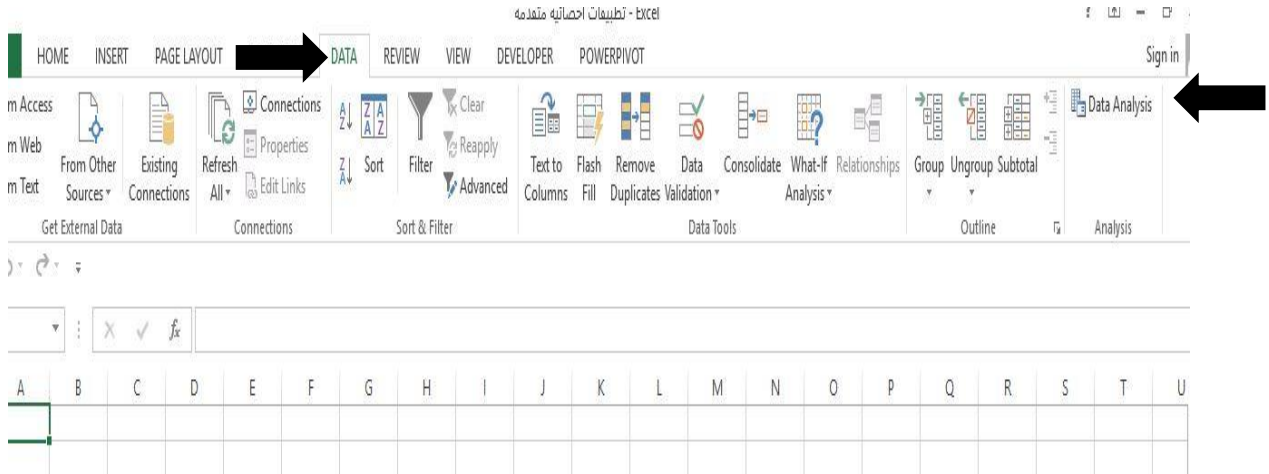 تطبيقات احصائيه متقدمه - Excel
HOME INSERT PAGE LAYOUT DATA REVIEW VIEW DEVELOPER POWERPIVOT Sign in
m Access
m Web
m Text
From Other
Sources
Existing
Connections
Get External Data
Refresh
All
Connections
Properties
Edit Links
Connections
A
Z
Z
A
Z A
A Z
Sort
Filter
Clear
Reapply
Advanced
Sort & Filter
Text to
Columns
Flash
Fill
Remove
Duplicates
Data
Validation
Consolidate
What-If
Analysis
Relationships
Data Tools
Group
Ungroup
Subtotal
Outline
Data Analysis
Analysis
fx
A B C D E F G H I J K L M N O P Q R S T U